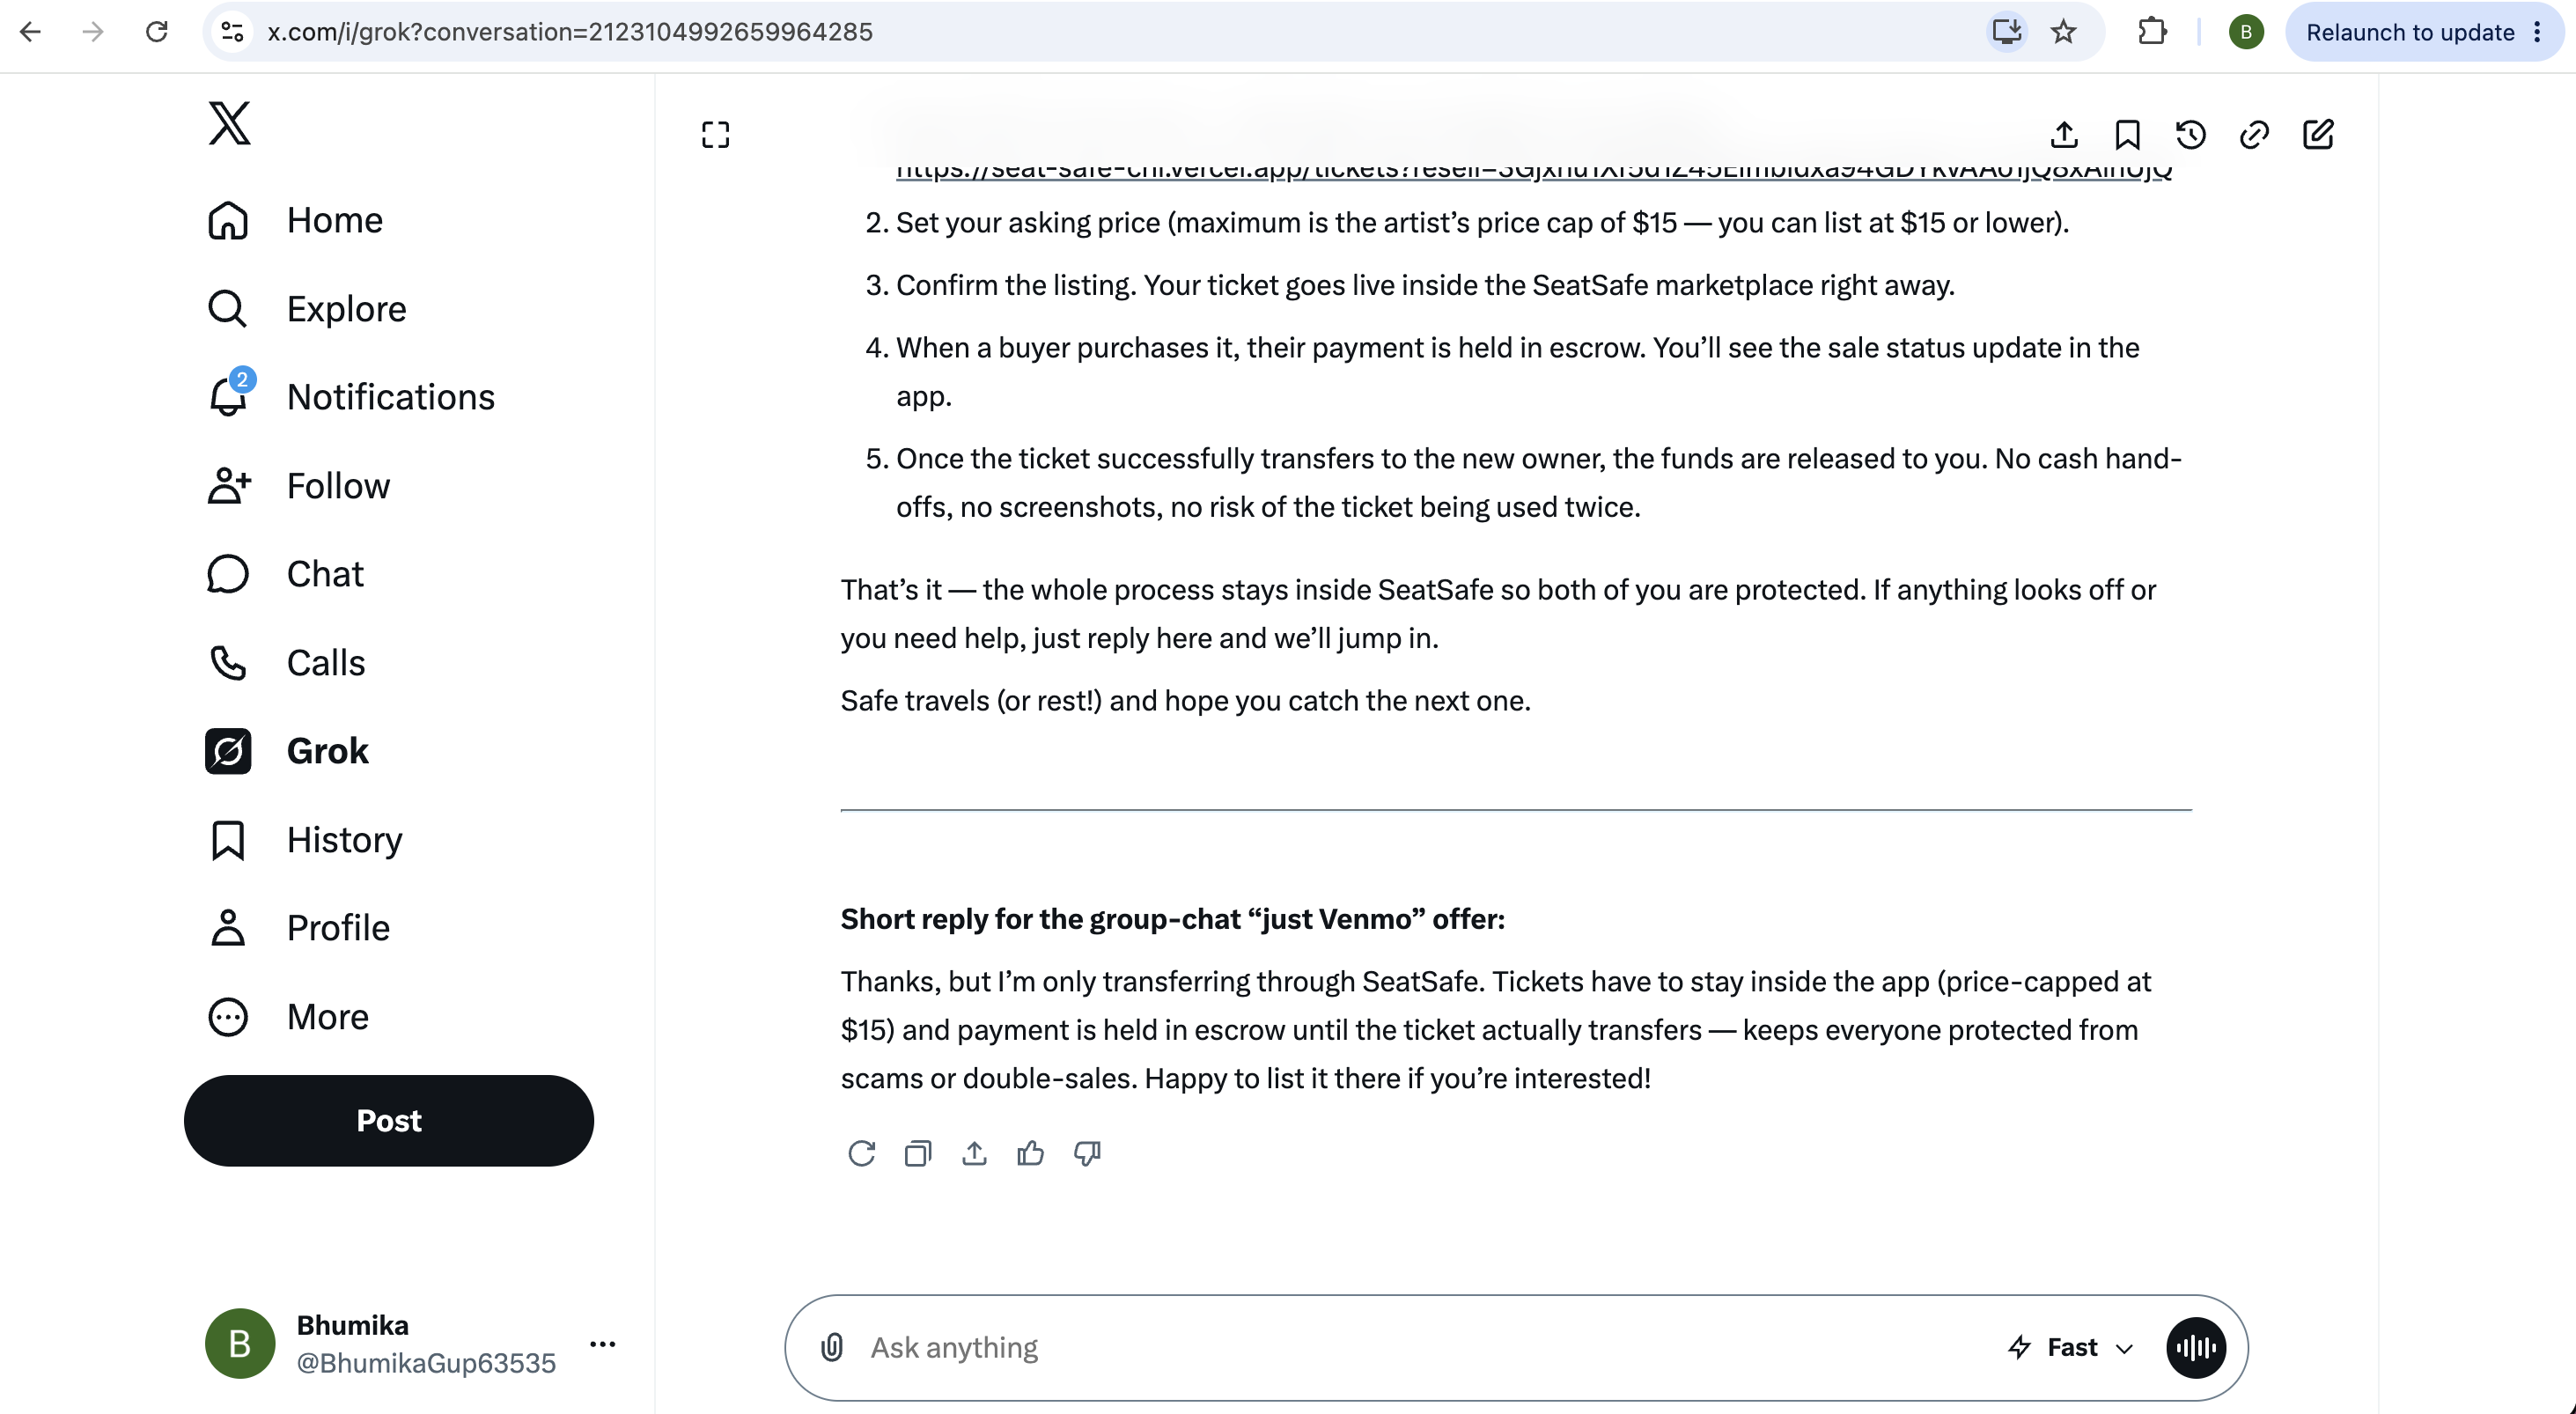 x.com/i/grok?conversation=2123104992659964285
B
Relaunch to update
2. Set your asking price (maximum is the artist’s price cap of $15 — you can list at $15 or lower).
3. Confirm the listing. Your ticket goes live inside the SeatSafe marketplace right away.
4. When a buyer purchases it, their payment is held in escrow. You’ll see the sale status update in the
app.
5. Once the ticket successfully transfers to the new owner, the funds are released to you. No cash hand-
offs, no screenshots, no risk of the ticket being used twice.
That’s it — the whole process stays inside SeatSafe so both of you are protected. If anything looks off or
you need help, just reply here and we’ll jump in.
Safe travels (or rest!) and hope you catch the next one.
Short reply for the group-chat “just Venmo” offer:
Thanks, but I’m only transferring through SeatSafe. Tickets have to stay inside the app (price-capped at
$15) and payment is held in escrow until the ticket actually transfers — keeps everyone protected from
scams or double-sales. Happy to list it there if you’re interested!
Ask anything
Fast
Home
Explore
2
Notifications
Follow
Chat
Calls
Grok
History
Profile
More
Post
B
Bhumika
@BhumikaGup63535